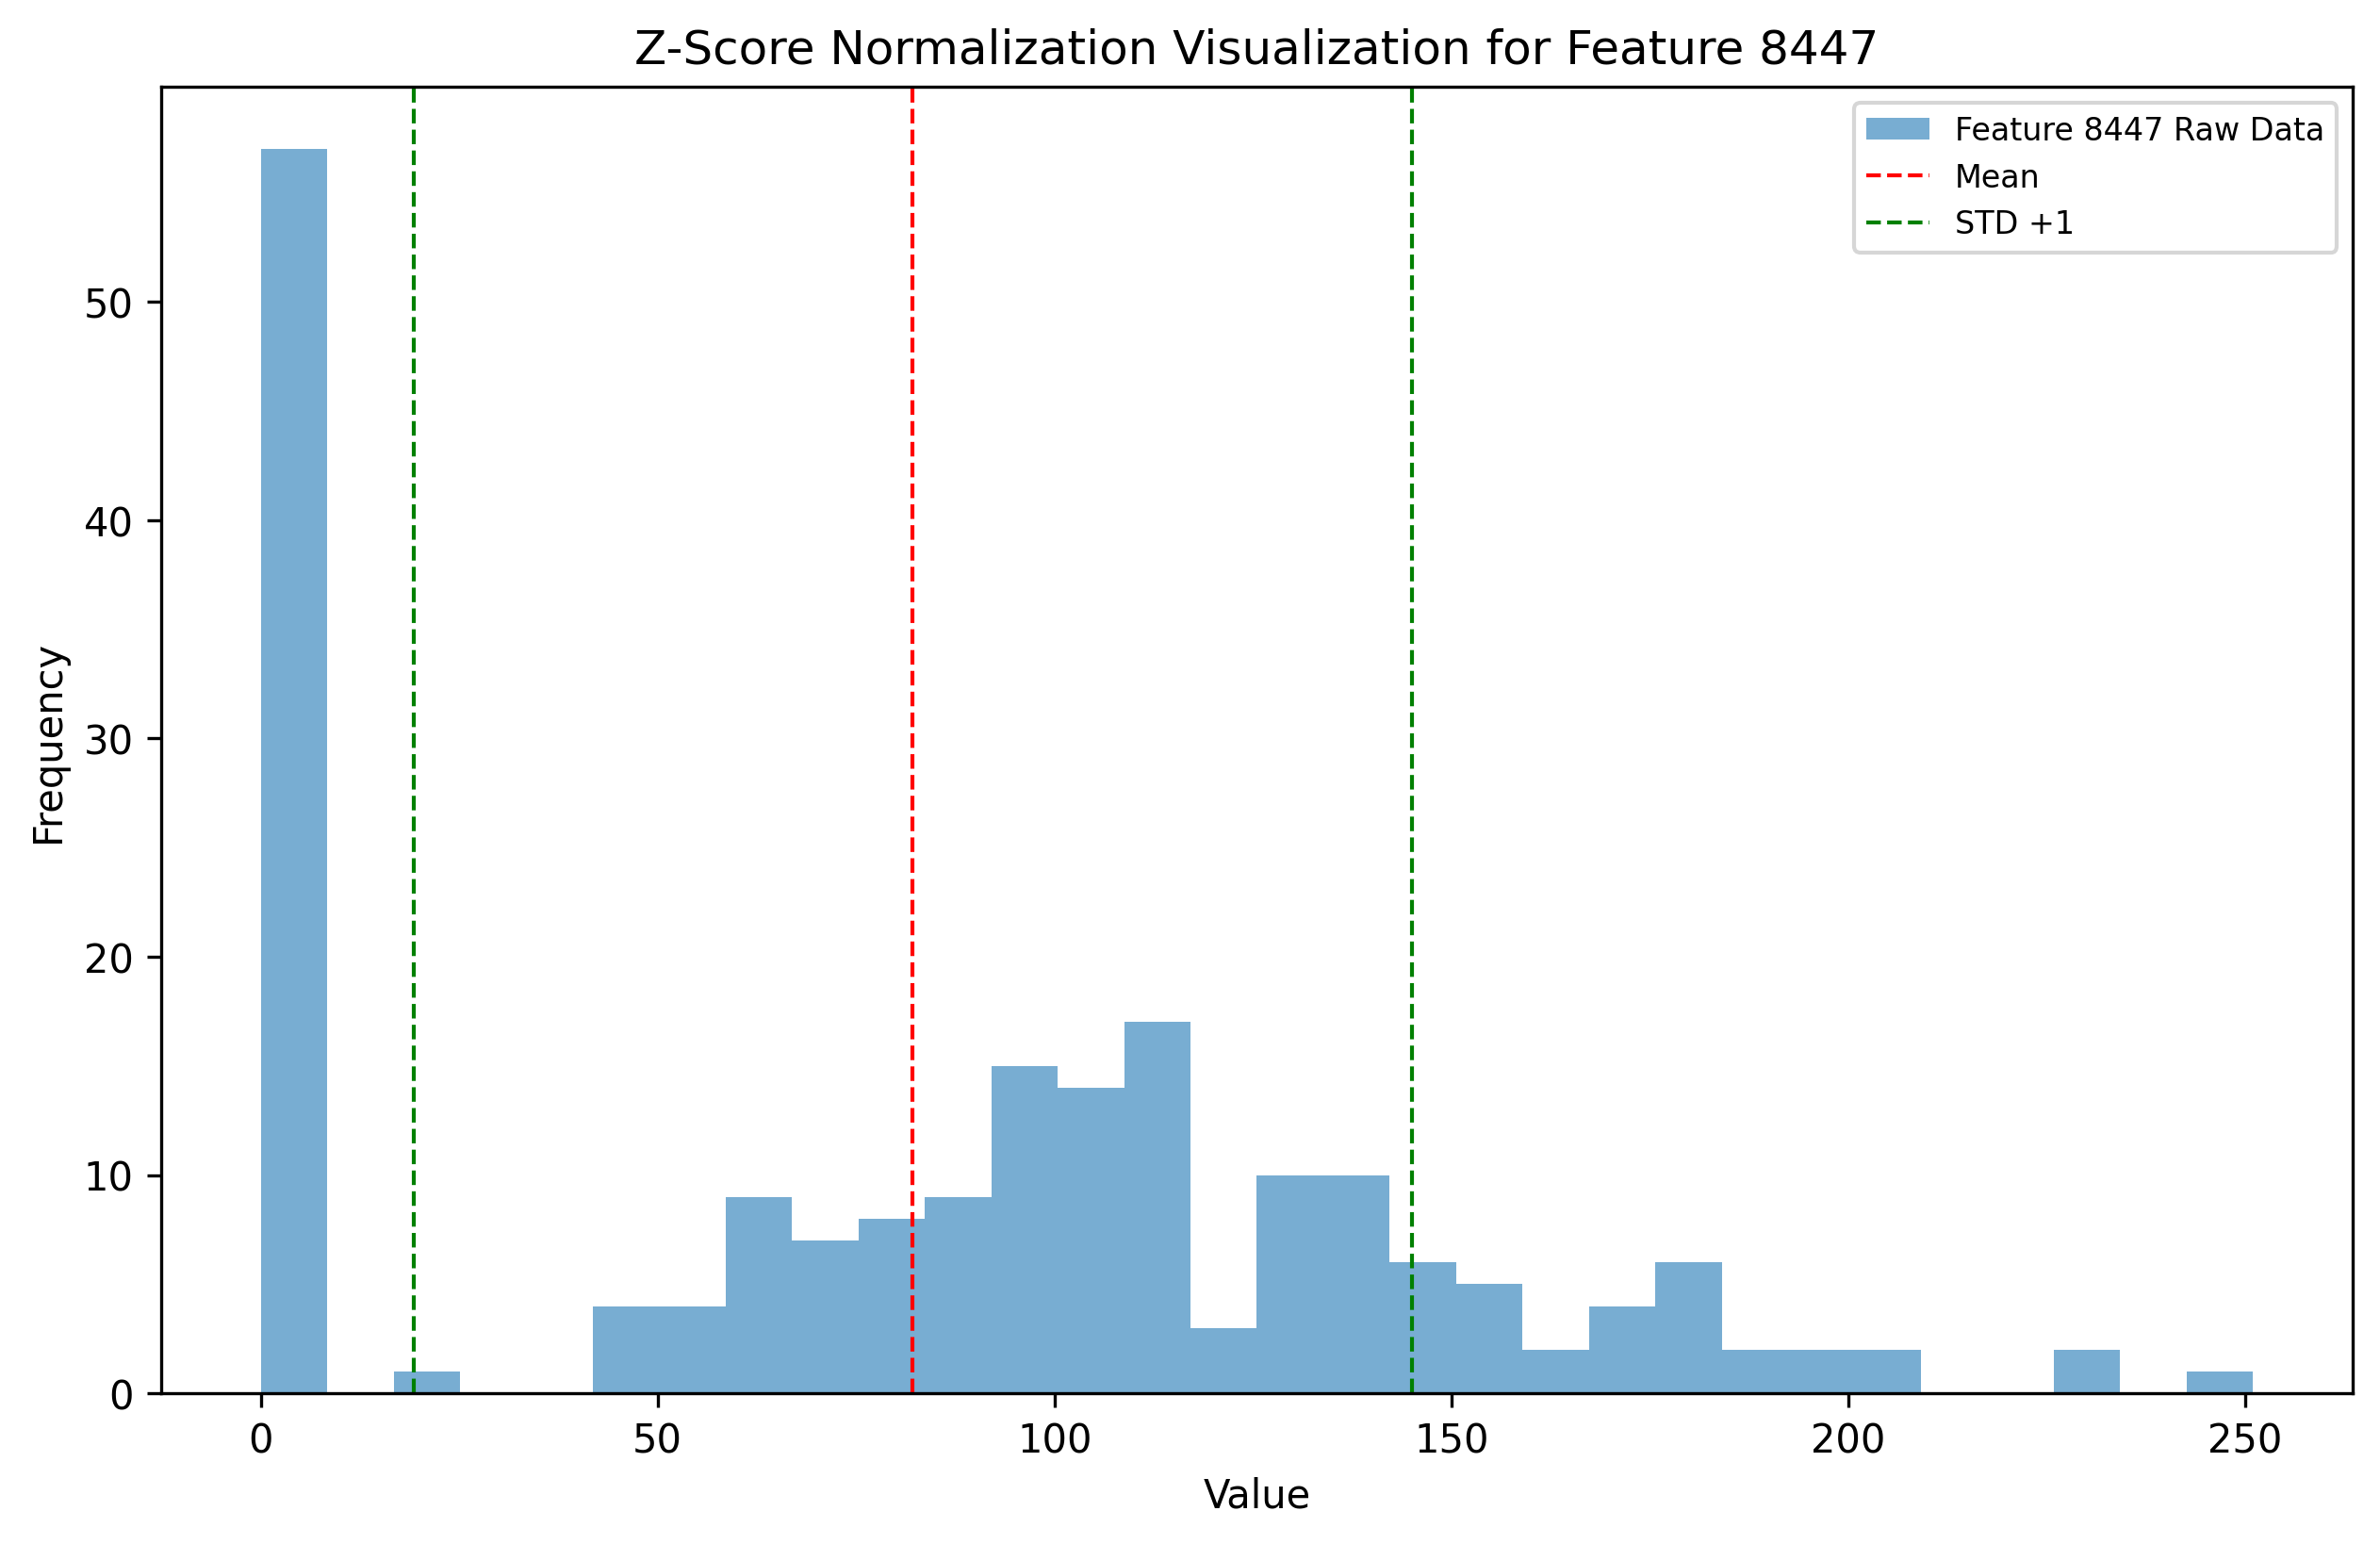 Z-Score Normalization Visualization for Feature 8447
Feature 8447 Raw Data
Mean
STD +1
50
40
30
20
10
0
Frequency
0 50 100 150 200 250
Value